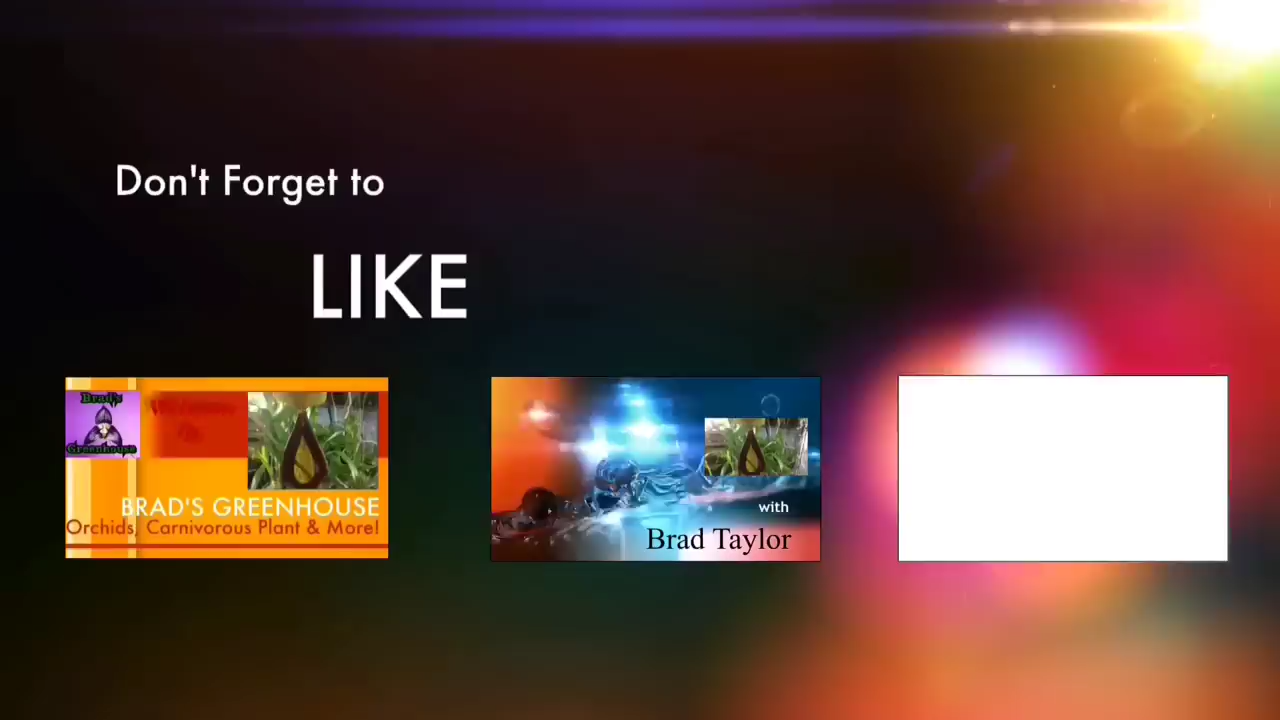 Don't Forget to
LIKE
Brad's
Greenhouse
BRAD'S GREENHOUSE
Orchids, Carnivorous Plant & More!
with
Brad Taylor